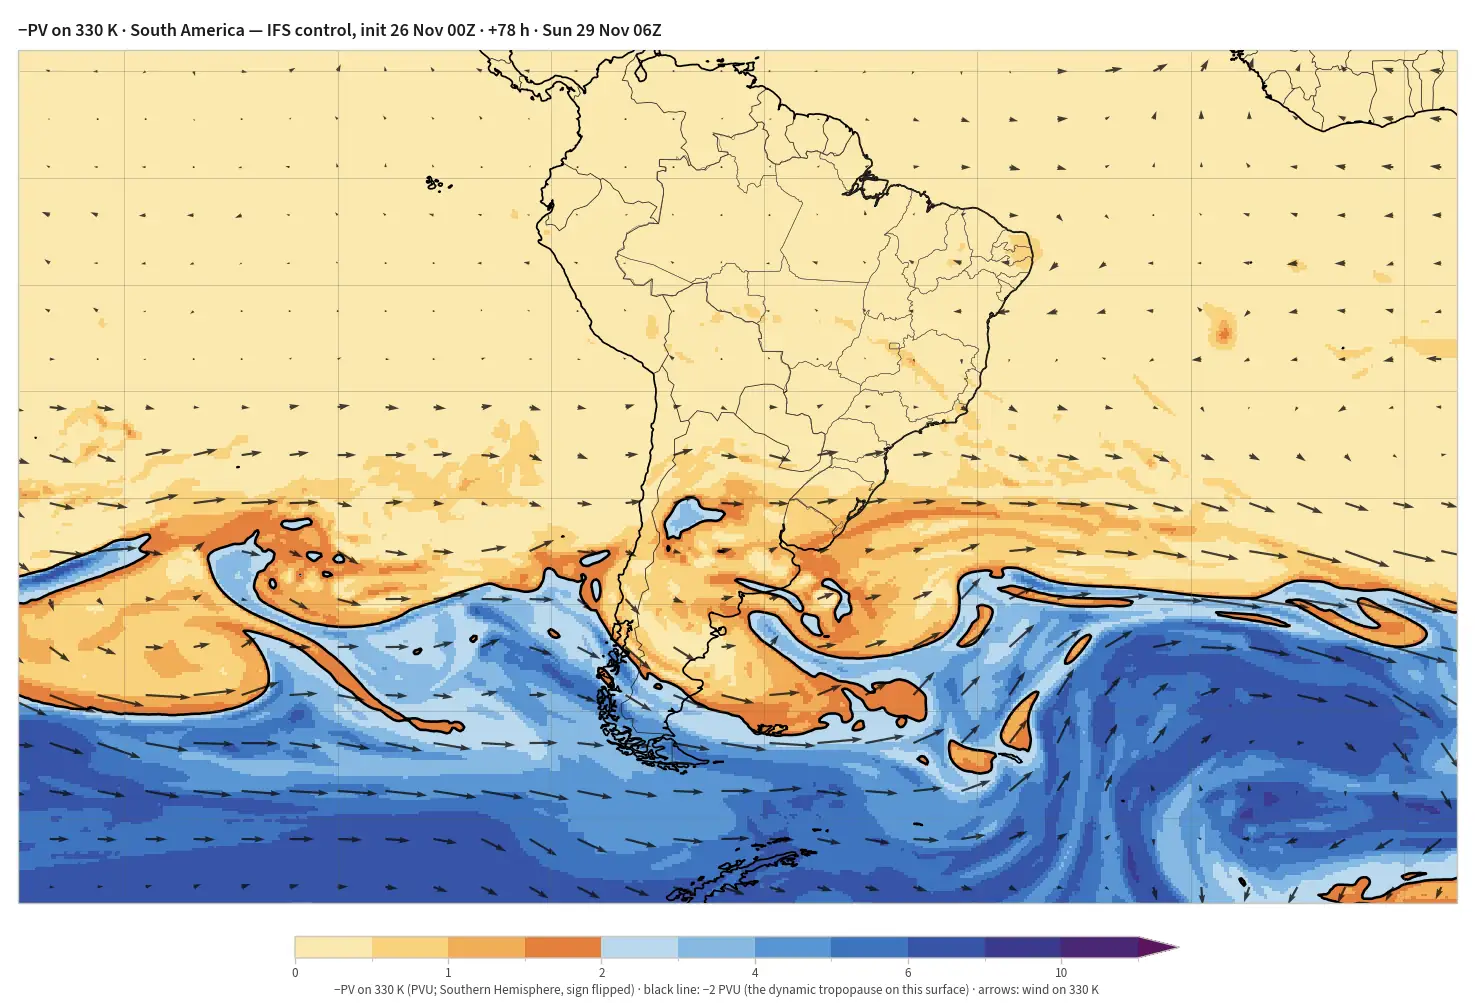 −PV on 330 K · South America — IFS control, init 26 Nov 00Z · +78 h · Sun 29 Nov 06Z
0 1 2 4 6 10
−PV on 330 K (PVU; Southern Hemisphere, sign flipped) · black line: −2 PVU (the dynamic tropopause on this surface) · arrows: wind on 330 K